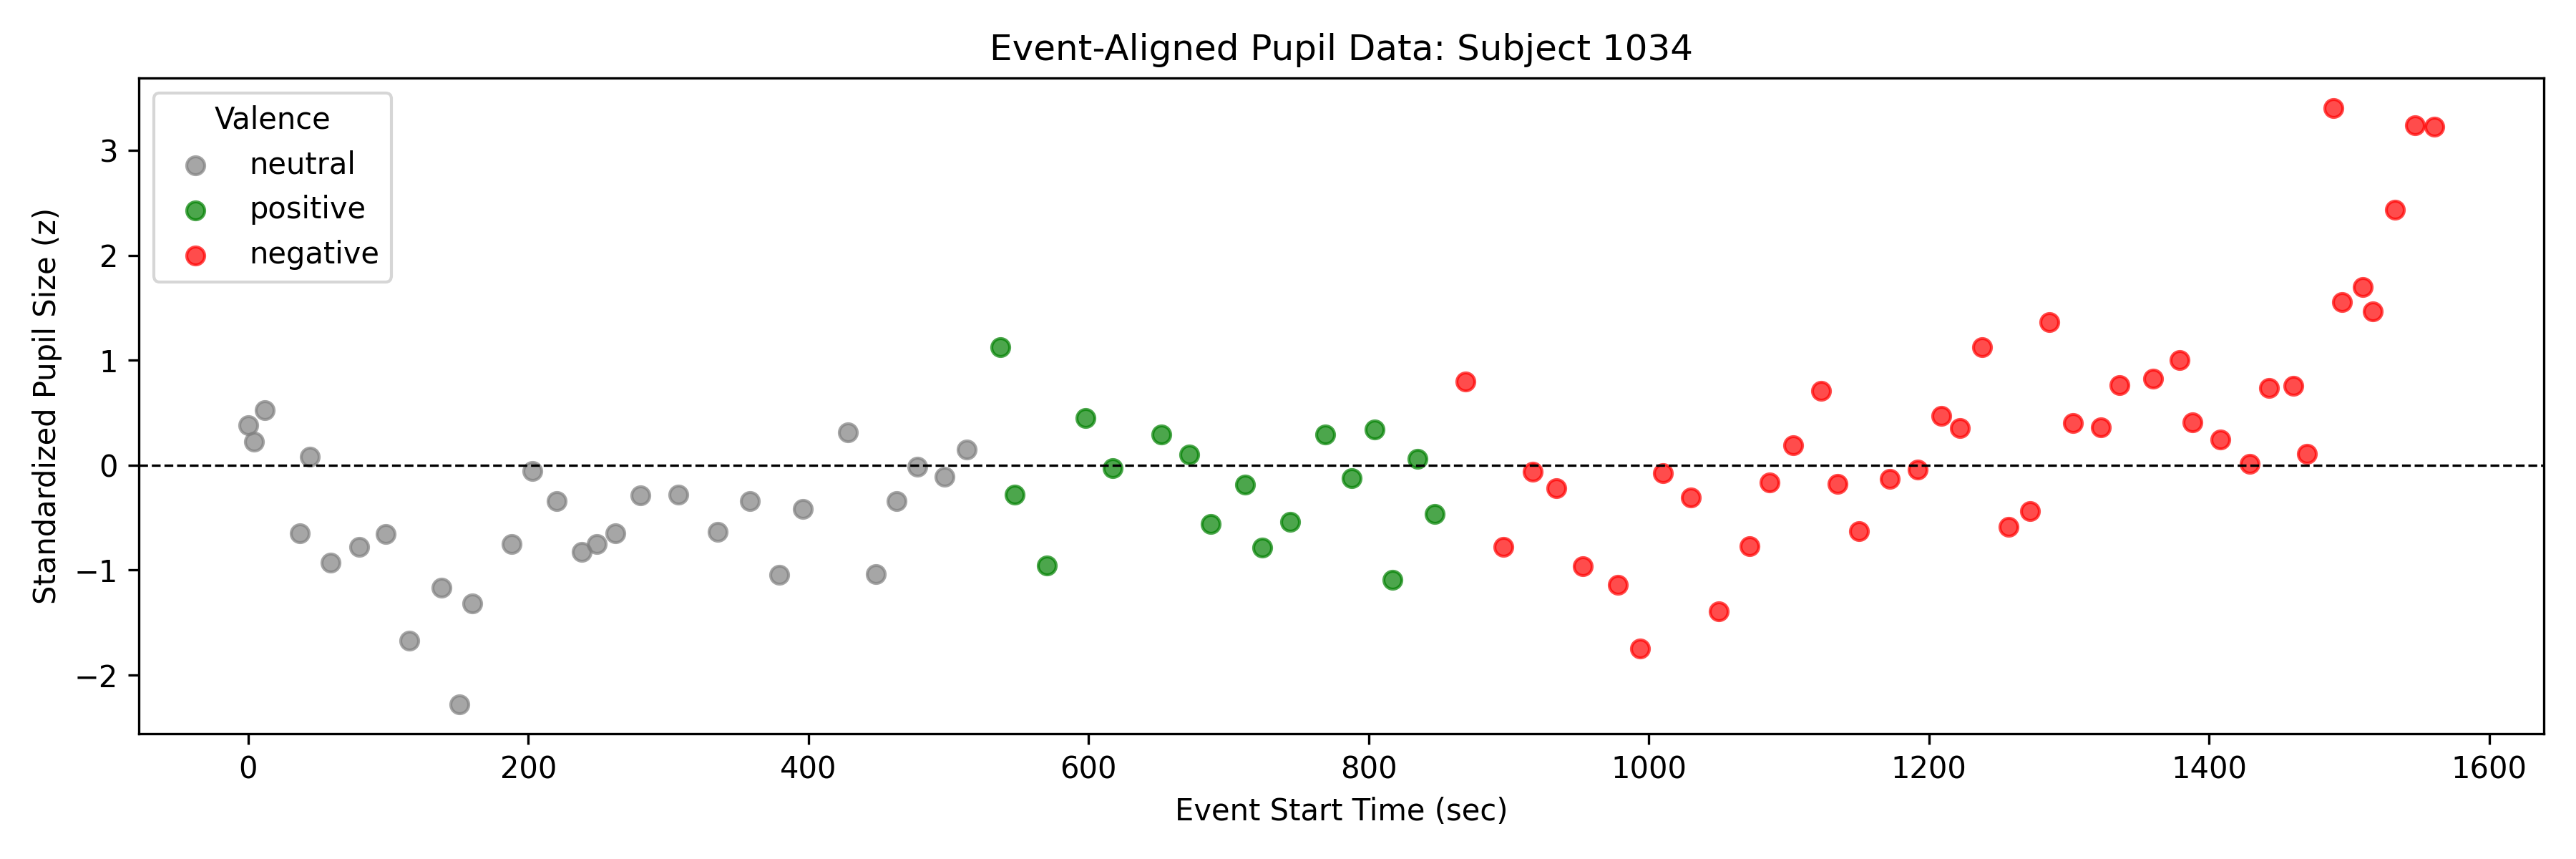 Event-Aligned Pupil Data: Subject 1034
Valence
neutral
positive
negative
Standardized Pupil Size (z)
3
2
1
0
−1
−2
0 200 400 600 800 1000 1200 1400 1600
Event Start Time (sec)